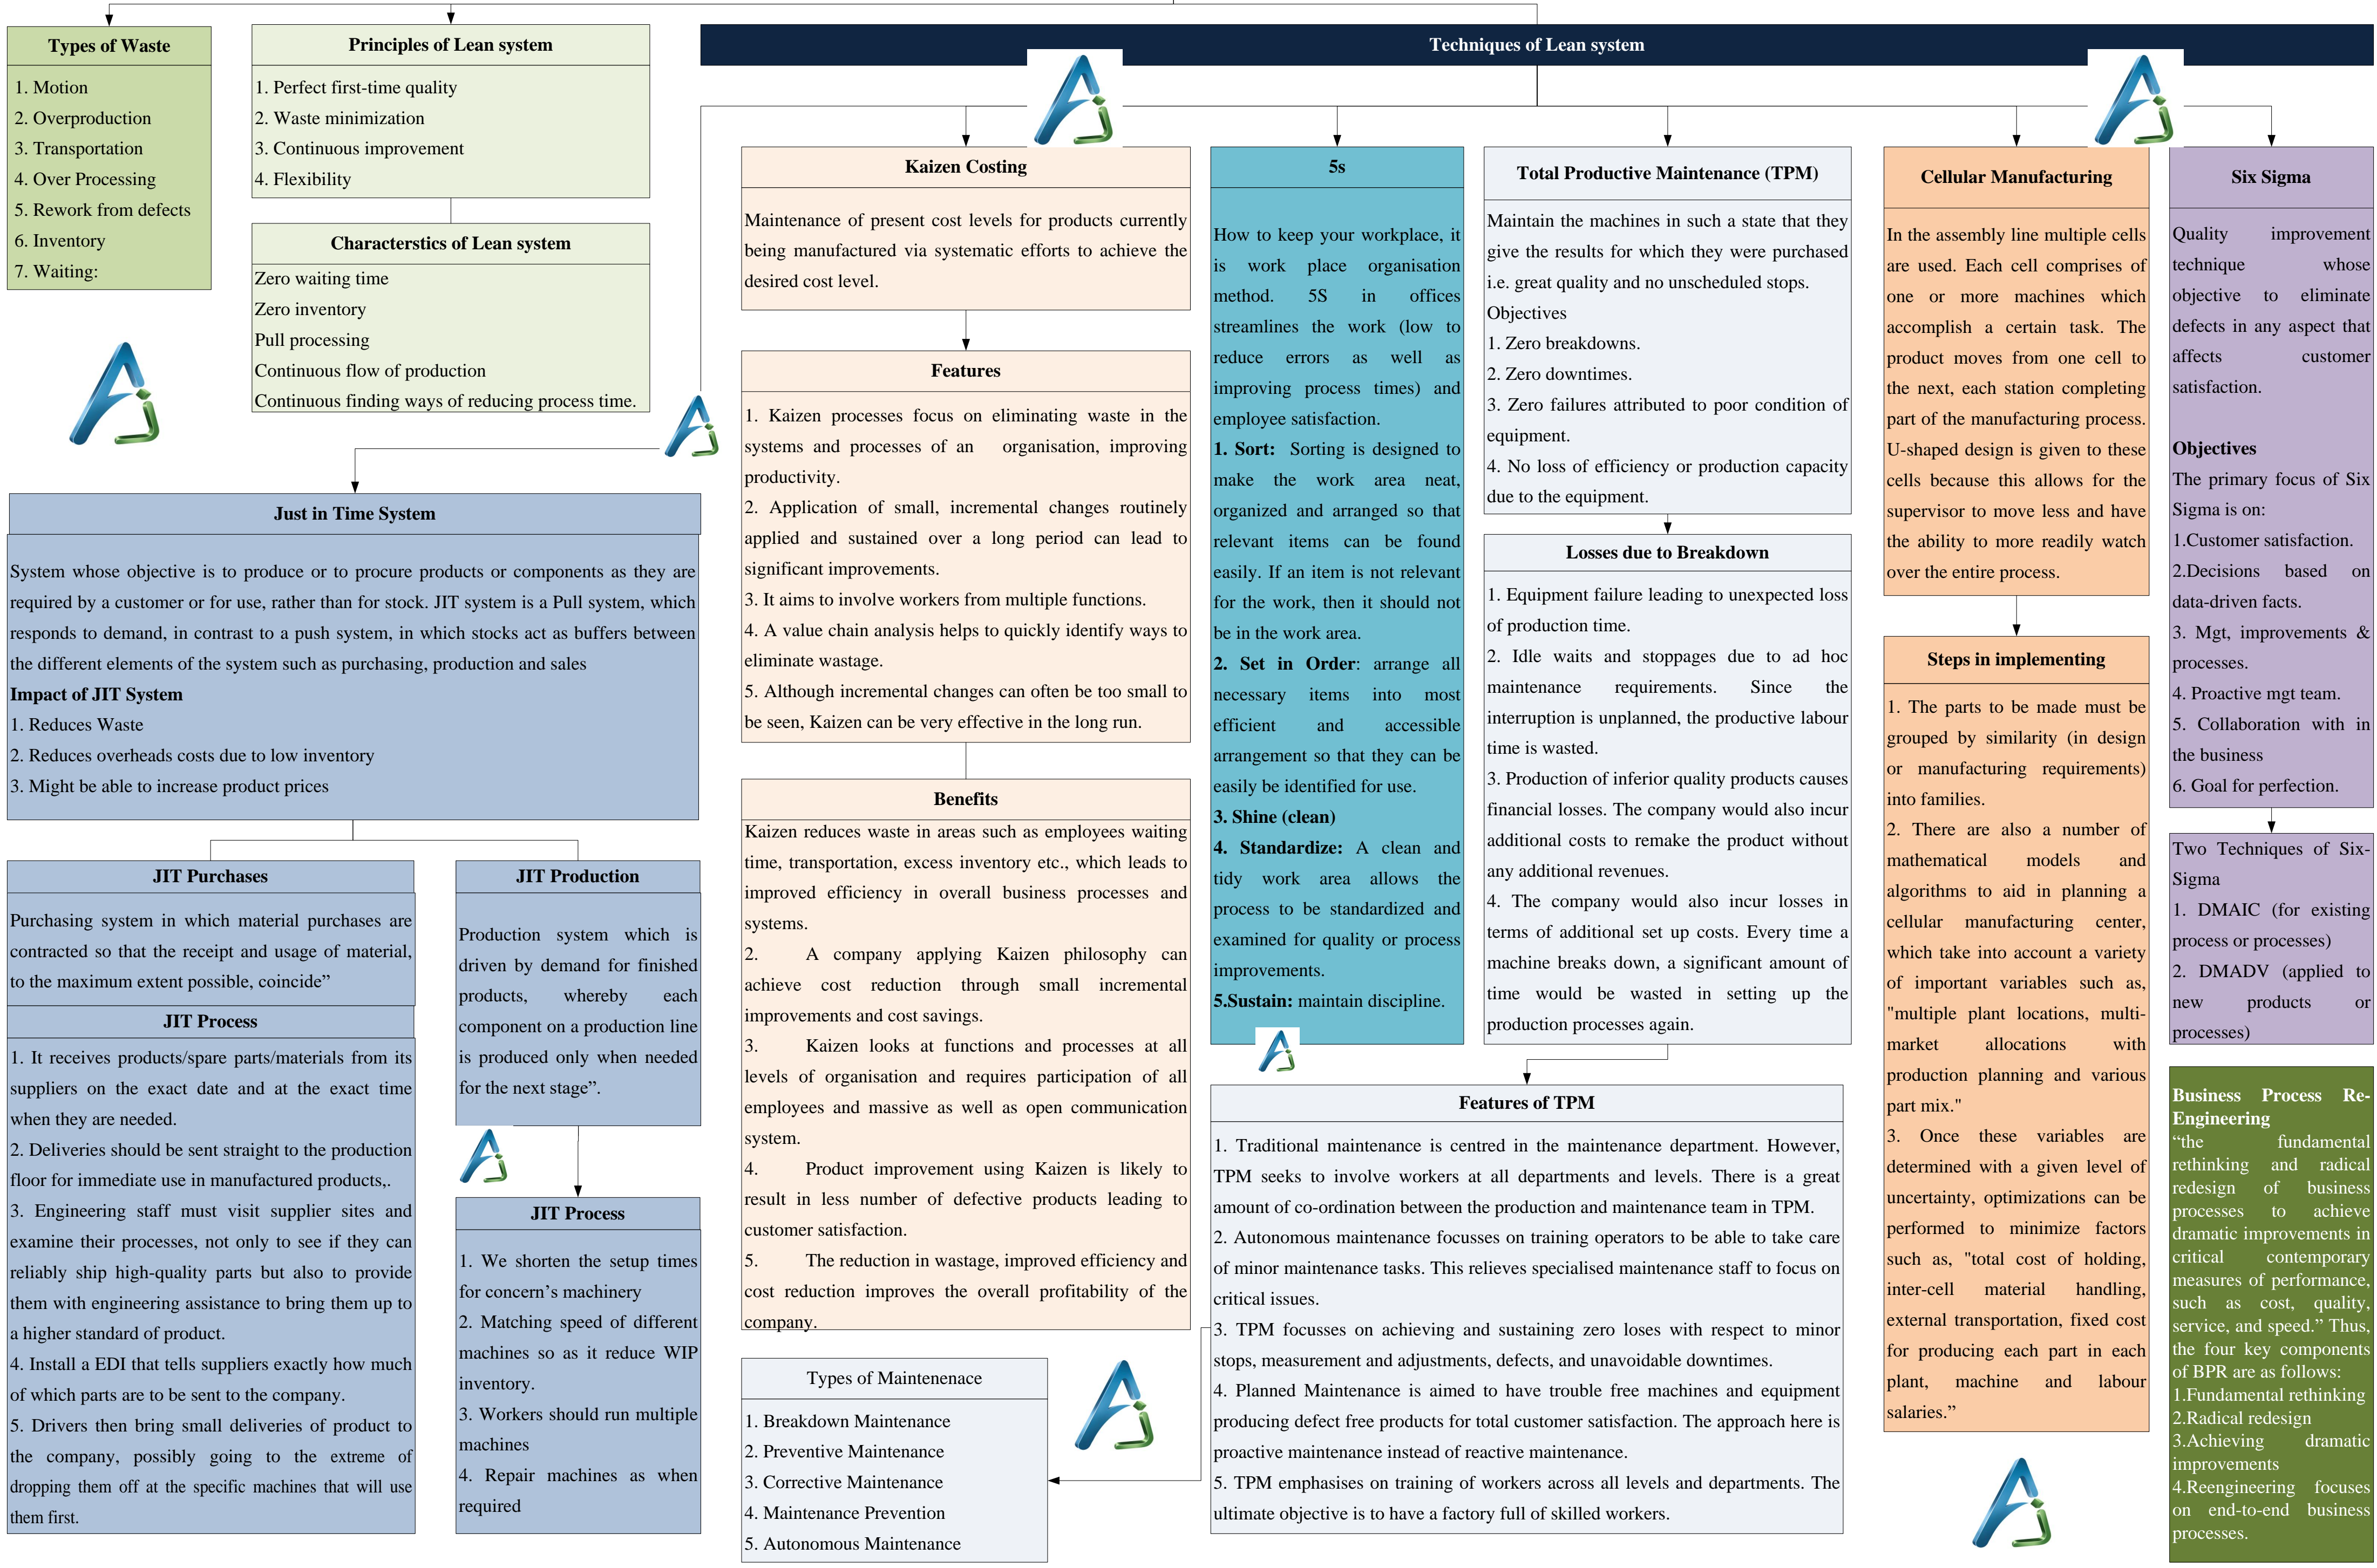 Types of Waste
1. Motion
2. Overproduction
3. Transportation
4. Over Processing
5. Rework from defects
6. Inventory
7. Waiting:
Principles of Lean system
1. Perfect first-time quality
2. Waste minimization
3. Continuous improvement
4. Flexibility
Characterstics of Lean system
Zero waiting time
Zero inventory
Pull processing
Continuous flow of production
Continuous finding ways of reducing process time.
Techniques of Lean system
Just in Time System
System whose objective is to produce or to procure products or components as they are
required by a customer or for use, rather than for stock. JIT system is a Pull system, which
responds to demand, in contrast to a push system, in which stocks act as buffers between
the different elements of the system such as purchasing, production and sales
Impact of JIT System
1. Reduces Waste
2. Reduces overheads costs due to low inventory
3. Might be able to increase product prices
JIT Purchases
Purchasing system in which material purchases are
contracted so that the receipt and usage of material,
to the maximum extent possible, coincide”
JIT Process
1. It receives products/spare parts/materials from its
suppliers on the exact date and at the exact time
when they are needed.
2. Deliveries should be sent straight to the production
floor for immediate use in manufactured products,.
3. Engineering staff must visit supplier sites and
examine their processes, not only to see if they can
reliably ship high-quality parts but also to provide
them with engineering assistance to bring them up to
a higher standard of product.
4. Install a EDI that tells suppliers exactly how much
of which parts are to be sent to the company.
5. Drivers then bring small deliveries of product to
the company, possibly going to the extreme of
dropping them off at the specific machines that will use
them first.
JIT Production
Production system which is
driven by demand for finished
products, whereby each
component on a production line
is produced only when needed
for the next stage”.
JIT Process
1. We shorten the setup times
for concern’s machinery
2. Matching speed of different
machines so as it reduce WIP
inventory.
3. Workers should run multiple
machines
4. Repair machines as when
required
Kaizen Costing
Maintenance of present cost levels for products currently
being manufactured via systematic efforts to achieve the
desired cost level.
Features
1. Kaizen processes focus on eliminating waste in the
systems and processes of an organisation, improving
productivity.
2. Application of small, incremental changes routinely
applied and sustained over a long period can lead to
significant improvements.
3. It aims to involve workers from multiple functions.
4. A value chain analysis helps to quickly identify ways to
eliminate wastage.
5. Although incremental changes can often be too small to
be seen, Kaizen can be very effective in the long run.
Benefits
Kaizen reduces waste in areas such as employees waiting
time, transportation, excess inventory etc., which leads to
improved efficiency in overall business processes and
systems.
2. A company applying Kaizen philosophy can
achieve cost reduction through small incremental
improvements and cost savings.
3. Kaizen looks at functions and processes at all
levels of organisation and requires participation of all
employees and massive as well as open communication
system.
4. Product improvement using Kaizen is likely to
result in less number of defective products leading to
customer satisfaction.
5. The reduction in wastage, improved efficiency and
cost reduction improves the overall profitability of the
company.
Types of Maintenenace
1. Breakdown Maintenance
2. Preventive Maintenance
3. Corrective Maintenance
4. Maintenance Prevention
5. Autonomous Maintenance
5s
How to keep your workplace, it
is work place organisation
method. 5S in offices
streamlines the work (low to
reduce errors as well as
improving process times) and
employee satisfaction.
1. Sort: Sorting is designed to
make the work area neat,
organized and arranged so that
relevant items can be found
easily. If an item is not relevant
for the work, then it should not
be in the work area.
2. Set in Order: arrange all
necessary items into most
efficient and accessible
arrangement so that they can be
easily be identified for use.
3. Shine (clean)
4. Standardize: A clean and
tidy work area allows the
process to be standardized and
examined for quality or process
improvements.
5.Sustain: maintain discipline.
Total Productive Maintenance (TPM)
Maintain the machines in such a state that they
give the results for which they were purchased
i.e. great quality and no unscheduled stops.
Objectives
1. Zero breakdowns.
2. Zero downtimes.
3. Zero failures attributed to poor condition of
equipment.
4. No loss of efficiency or production capacity
due to the equipment.
Losses due to Breakdown
1. Equipment failure leading to unexpected loss
of production time.
2. Idle waits and stoppages due to ad hoc
maintenance requirements. Since the
interruption is unplanned, the productive labour
time is wasted.
3. Production of inferior quality products causes
financial losses. The company would also incur
additional costs to remake the product without
any additional revenues.
4. The company would also incur losses in
terms of additional set up costs. Every time a
machine breaks down, a significant amount of
time would be wasted in setting up the
production processes again.
Features of TPM
1. Traditional maintenance is centred in the maintenance department. However,
TPM seeks to involve workers at all departments and levels. There is a great
amount of co-ordination between the production and maintenance team in TPM.
2. Autonomous maintenance focusses on training operators to be able to take care
of minor maintenance tasks. This relieves specialised maintenance staff to focus on
critical issues.
3. TPM focusses on achieving and sustaining zero loses with respect to minor
stops, measurement and adjustments, defects, and unavoidable downtimes.
4. Planned Maintenance is aimed to have trouble free machines and equipment
producing defect free products for total customer satisfaction. The approach here is
proactive maintenance instead of reactive maintenance.
5. TPM emphasises on training of workers across all levels and departments. The
ultimate objective is to have a factory full of skilled workers.
Cellular Manufacturing
In the assembly line multiple cells
are used. Each cell comprises of
one or more machines which
accomplish a certain task. The
product moves from one cell to
the next, each station completing
part of the manufacturing process.
U-shaped design is given to these
cells because this allows for the
supervisor to move less and have
the ability to more readily watch
over the entire process.
Steps in implementing
1. The parts to be made must be
grouped by similarity (in design
or manufacturing requirements)
into families.
2. There are also a number of
mathematical models and
algorithms to aid in planning a
cellular manufacturing center,
which take into account a variety
of important variables such as,
"multiple plant locations, multi-
market allocations with
production planning and various
part mix."
3. Once these variables are
determined with a given level of
uncertainty, optimizations can be
performed to minimize factors
such as, "total cost of holding,
inter-cell material handling,
external transportation, fixed cost
for producing each part in each
plant, machine and labour
salaries.”
Six Sigma
Quality improvement
technique whose
objective to eliminate
defects in any aspect that
affects customer
satisfaction.
Objectives
The primary focus of Six
Sigma is on:
1.Customer satisfaction.
2.Decisions based on
data-driven facts.
3. Mgt, improvements &
processes.
4. Proactive mgt team.
5. Collaboration with in
the business
6. Goal for perfection.
Two Techniques of Six-
Sigma
1. DMAIC (for existing
process or processes)
2. DMADV (applied to
new products or
processes)
Business Process Re-
Engineering
“the fundamental
rethinking and radical
redesign of business
processes to achieve
dramatic improvements in
critical contemporary
measures of performance,
such as cost, quality,
service, and speed.” Thus,
the four key components
of BPR are as follows:
1.Fundamental rethinking
2.Radical redesign
3.Achieving dramatic
improvements
4.Reengineering focuses
on end-to-end business
processes.